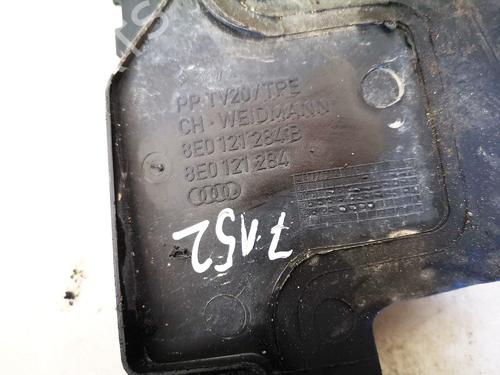 PP TV20/TPE
CH-WEIDMANN
8E0 121 284 B
8E0 121 284
7152